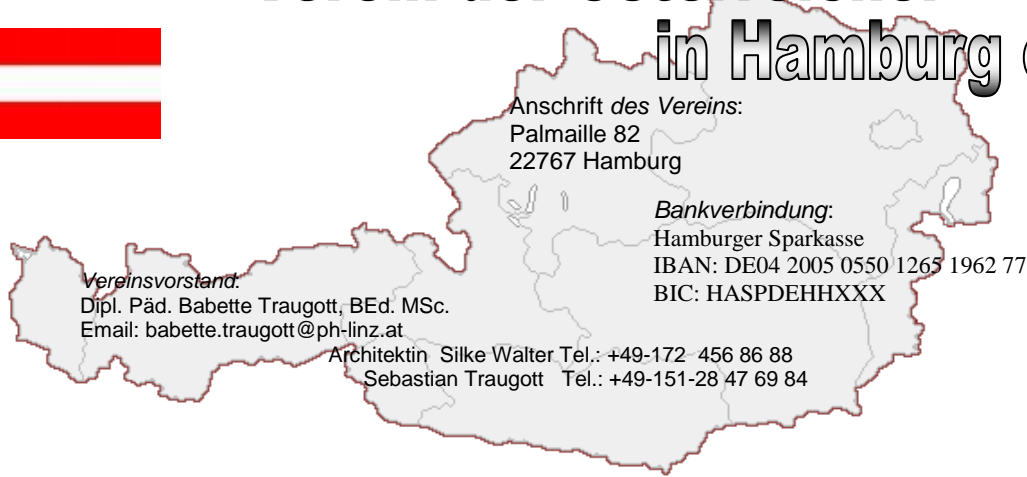 in Hamburg
Anschrift des Vereins:
Palmaille 82
22767 Hamburg
Bankverbindung:
Hamburger Sparkasse
IBAN: DE04 2005 0550 1265 1962 77
BIC: HASPDEHHXXX
Vereinsvorstand:
Dipl. Päd. Babette Traugott, BEd. MSc.
Email: babette.traugott@ph-linz.at
Architektin Silke Walter Tel.: +49-172 456 86 88
Sebastian Traugott Tel.: +49-151-28 47 69 84